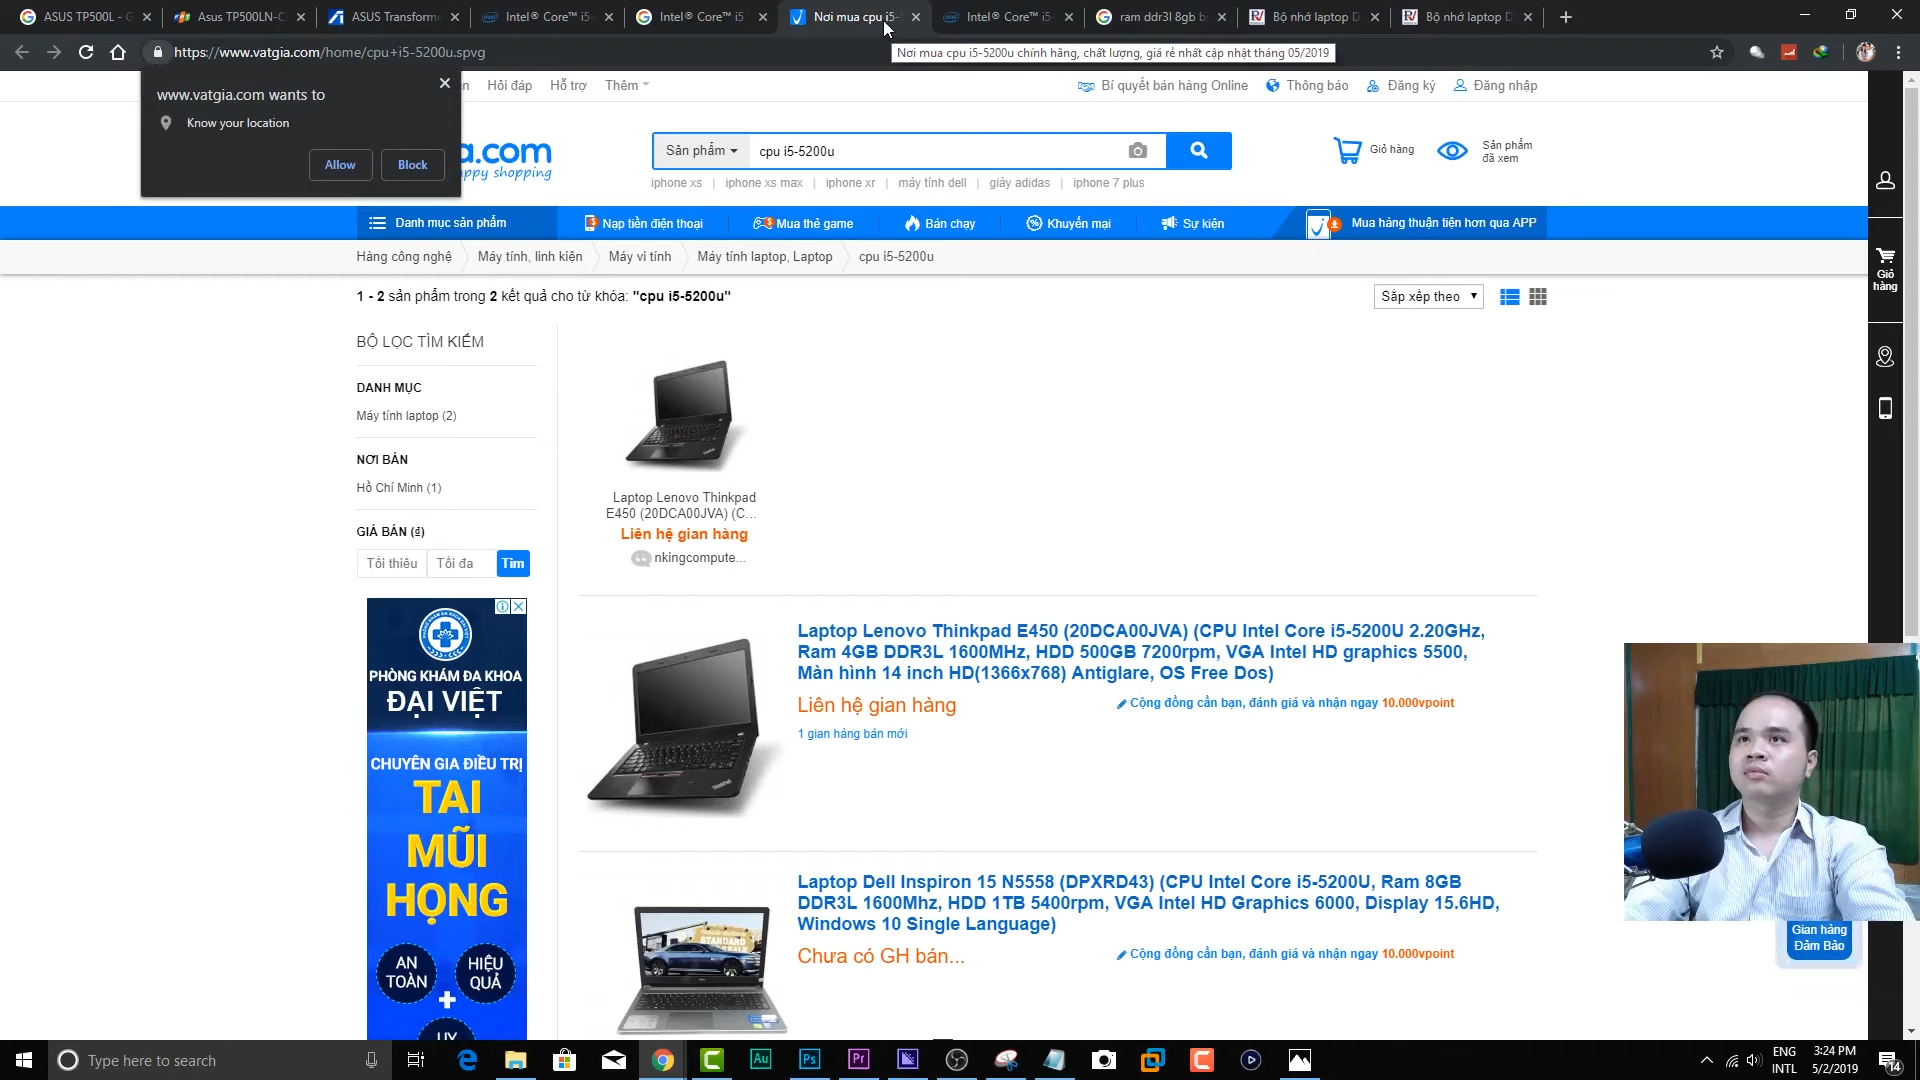 ASUS TP500L - G
Asus TP500LN-C
ASUS Transforme
Intel® Core™ i5-
Intel® Core™ i5
Nơi mua cpu i5-5
Intel® Core™ i5-
ram ddr3l 8gb b
Bộ nhớ laptop D
Bộ nhớ laptop D
https://www.vatgia.com/home/cpu+i5-5200u.spvg
Nơi mua cpu i5-5200u chính hãng, chất lượng, giá rẻ nhất cập nhật tháng 05/2019
www.vatgia.com wants to
Know your location
Allow
Block
Hỏi đáp
Hỗ trợ
Thêm
Bí quyết bán hàng Online
Thông báo
Đăng ký
Đăng nhập
a.com
appy shopping
Sản phẩm
cpu i5-5200u
Giỏ hàng
Sản phẩm
đã xem
iphone xs | iphone xs max | iphone xr | máy tính dell | giày adidas | iphone 7 plus
Danh mục sản phẩm
Nạp tiền điện thoại
Mua thẻ game
Bán chạy
Khuyến mại
Sự kiện
Mua hàng thuận tiện hơn qua APP
Hàng công nghệ
Máy tính, linh kiện
Máy vi tính
Máy tính laptop, Laptop
cpu i5-5200u
Giỏ
hàng
1 - 2 sản phẩm trong 2 kết quả cho từ khóa: "cpu i5-5200u"
Sắp xếp theo
BỘ LỌC TÌM KIẾM
DANH MỤC
Máy tính laptop (2)
NƠI BÁN
Hồ Chí Minh (1)
GIÁ BÁN (₫)
Tối thiểu
Tối đa
Tìm
Laptop Lenovo Thinkpad
E450 (20DCA00JVA) (C...
Liên hệ gian hàng
nkingcompute...
PHÒNG KHÁM ĐA KHOA
ĐẠI VIỆT
CHUYÊN GIA ĐIỀU TRỊ
TAI
MŨI
HỌNG
AN
TOÀN
HIỆU
QUẢ
+
UY
Laptop Lenovo Thinkpad E450 (20DCA00JVA) (CPU Intel Core i5-5200U 2.20GHz,
Ram 4GB DDR3L 1600MHz, HDD 500GB 7200rpm, VGA Intel HD graphics 5500,
Màn hình 14 inch HD(1366x768) Antiglare, OS Free Dos)
Liên hệ gian hàng
Cộng đồng cần bạn, đánh giá và nhận ngay 10.000vpoint
1 gian hàng bán mới
Laptop Dell Inspiron 15 N5558 (DPXRD43) (CPU Intel Core i5-5200U, Ram 8GB
DDR3L 1600Mhz, HDD 1TB 5400rpm, VGA Intel HD Graphics 6000, Display 15.6HD,
Windows 10 Single Language)
Chưa có GH bán...
Cộng đồng cần bạn, đánh giá và nhận ngay 10.000vpoint
Gian hàng
Đảm Bảo
Type here to search
ENG
INTL
3:24 PM
5/2/2019
14